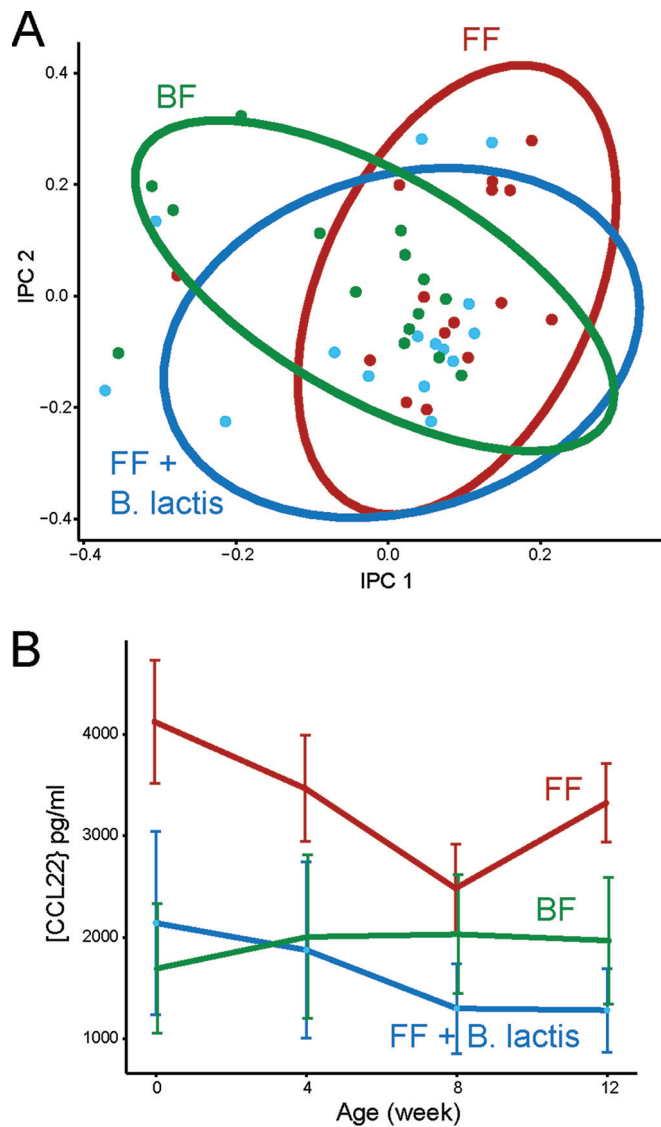 A
FF
BF
0.4
0.2
0.0
−0.2
−0.4
IPC 2
FF +
B. lactis
−0.4
−0.2
0.0
0.2
IPC 1
B
4000
3000
2000
1000
[CCL22} pg/ml
FF
BF
FF + B. lactis
0
4
8
12
Age (week)